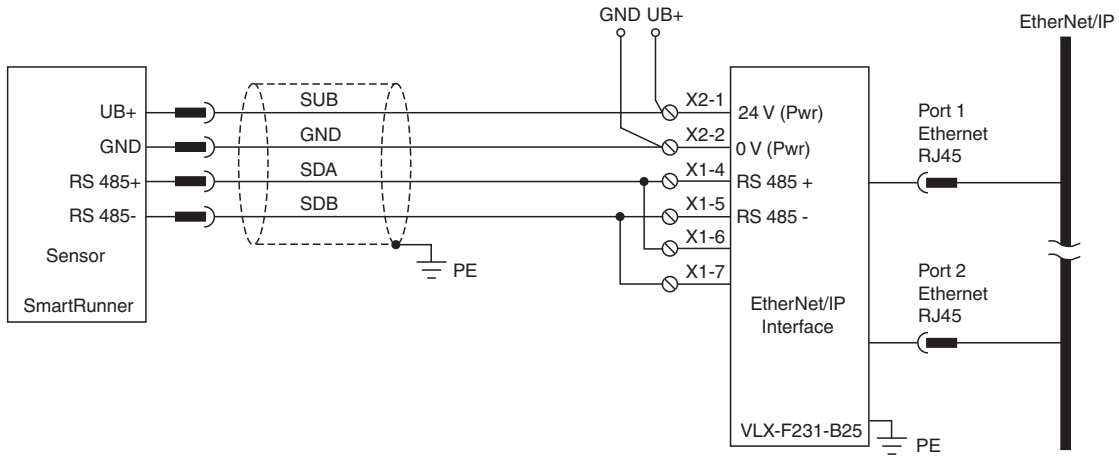 GND UB+
EtherNet/IP
UB+
SUB
X2-1
24 V (Pwr)
GND
GND
X2-2
0 V (Pwr)
RS 485+
SDA
X1-4
RS 485 +
RS 485-
SDB
X1-5
RS 485 -
X1-6
X1-7
Sensor
SmartRunner
PE
Port 1
Ethernet
RJ45
Port 2
Ethernet
RJ45
EtherNet/IP
Interface
VLX-F231-B25
PE